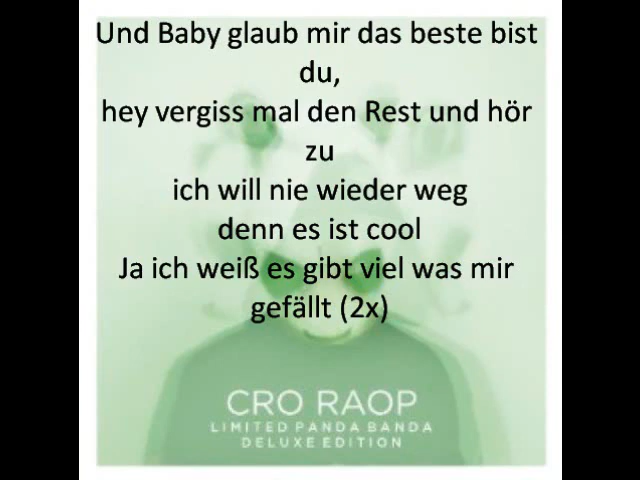 Und Baby glaub mir das beste bist
du,
hey vergiss mal den Rest und hör
zu
ich will nie wieder weg
denn es ist cool
Ja ich weiß es gibt viel was mir
gefällt (2x)
CRO RAOP
LIMITED PANDA BANDA
DELUXE EDITION